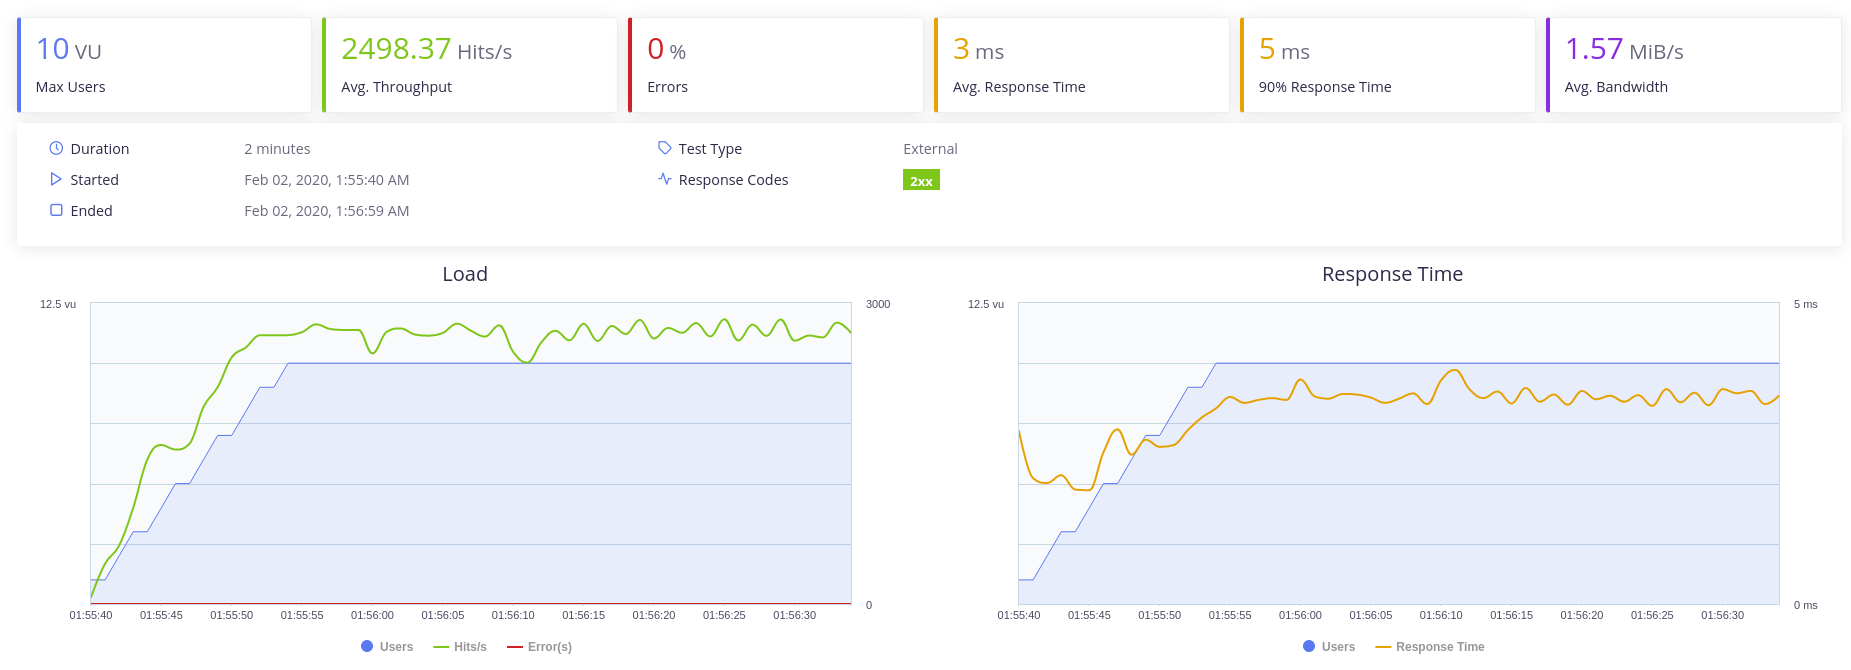 10 VU
Max Users
2498.37 Hits/s
Avg. Throughput
0 %
Errors
3 ms
Avg. Response Time
5 ms
90% Response Time
1.57 MiB/s
Avg. Bandwidth
Duration 2 minutes
Started Feb 02, 2020, 1:55:40 AM
Ended Feb 02, 2020, 1:56:59 AM
Test Type External
Response Codes 2xx
Load
12.5 vu
3000
0
01:55:40 01:55:45 01:55:50 01:55:55 01:56:00 01:56:05 01:56:10 01:56:15 01:56:20 01:56:25 01:56:30
Users Hits/s Error(s)
Response Time
12.5 vu
5 ms
0 ms
01:55:40 01:55:45 01:55:50 01:55:55 01:56:00 01:56:05 01:56:10 01:56:15 01:56:20 01:56:25 01:56:30
Users Response Time